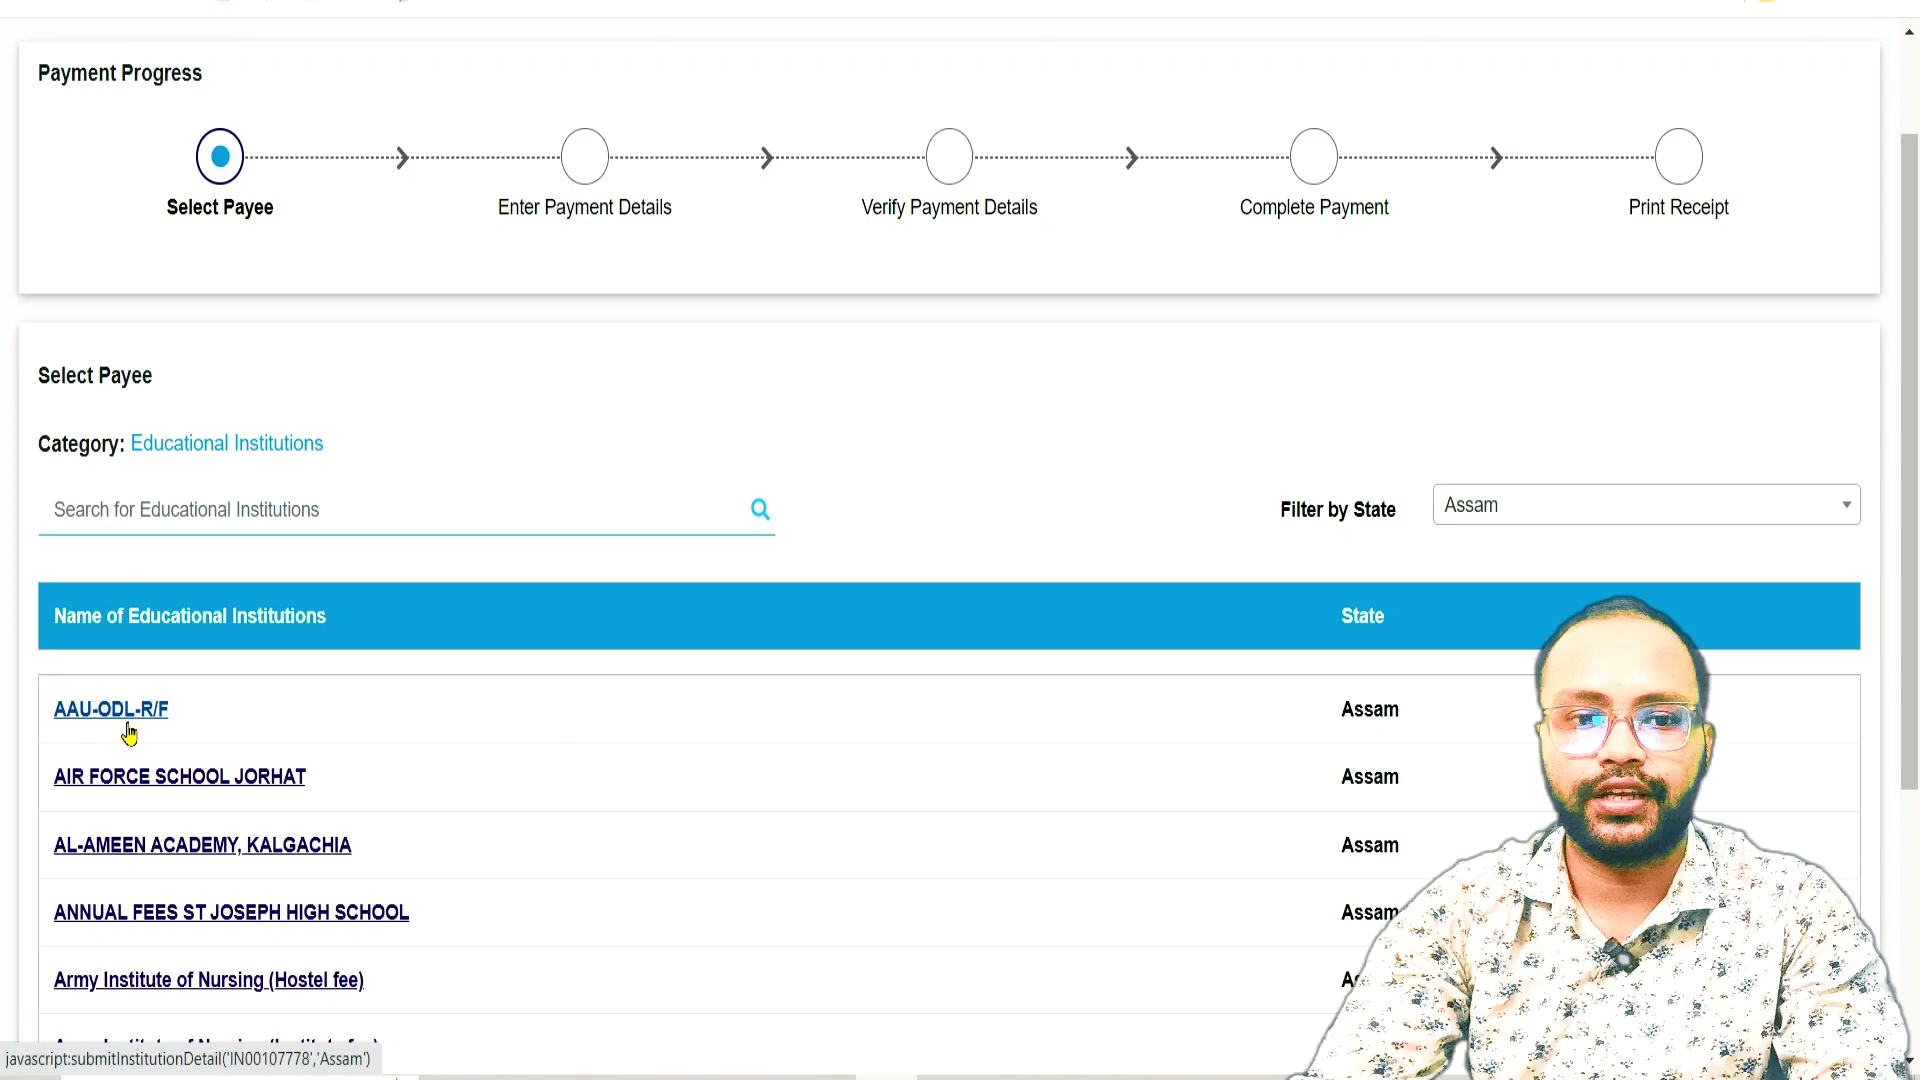 Payment Progress
Select Payee
Enter Payment Details
Verify Payment Details
Complete Payment
Print Receipt
Select Payee
Category: Educational Institutions
Search for Educational Institutions
Filter by State
Assam
Name of Educational Institutions State
AAU-ODL-R/F Assam
AIR FORCE SCHOOL JORHAT Assam
AL-AMEEN ACADEMY, KALGACHIA Assam
ANNUAL FEES ST JOSEPH HIGH SCHOOL Assam
Army Institute of Nursing (Hostel fee)
javascript:submitInstitutionDetail('IN00107778','Assam')